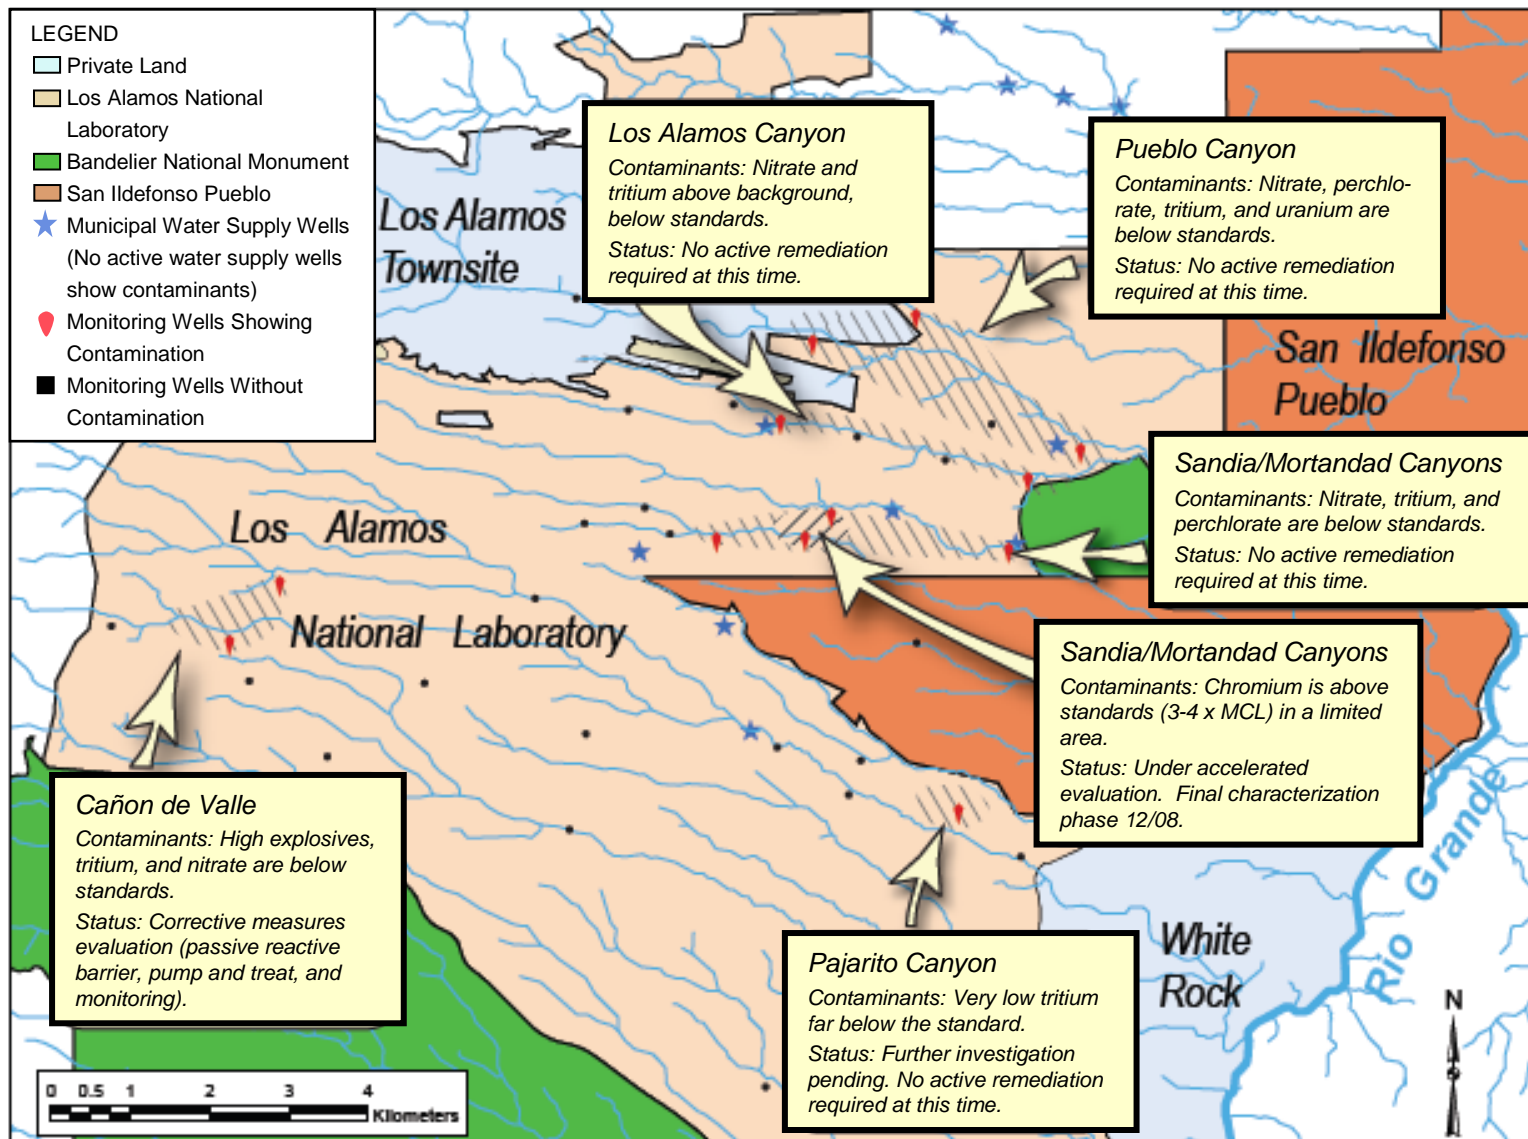 LEGEND
Private Land
Los Alamos National
Laboratory
Bandelier National Monument
San Ildefonso Pueblo
Municipal Water Supply Wells
(No active water supply wells
show contaminants)
Monitoring Wells Showing
Contamination
Monitoring Wells Without
Contamination
Los Alamos
Townsite
Los Alamos Canyon
Contaminants: Nitrate and
tritium above background,
below standards.
Status: No active remediation
required at this time.
Pueblo Canyon
Contaminants: Nitrate, perchlo-
rate, tritium, and uranium are
below standards.
Status: No active remediation
required at this time.
San Ildefonso
Pueblo
Sandia/Mortandad Canyons
Contaminants: Nitrate, tritium, and
perchlorate are below standards.
Status: No active remediation
required at this time.
Los Alamos
National Laboratory
Sandia/Mortandad Canyons
Contaminants: Chromium is above
standards (3-4 x MCL) in a limited
area.
Status: Under accelerated
evaluation. Final characterization
phase 12/08.
Cañon de Valle
Contaminants: High explosives,
tritium, and nitrate are below
standards.
Status: Corrective measures
evaluation (passive reactive
barrier, pump and treat, and
monitoring).
Pajarito Canyon
Contaminants: Very low tritium
far below the standard.
Status: Further investigation
pending. No active remediation
required at this time.
White
Rock
Rio Grande
N
0 0.5 1 2 3 4
Kilometers